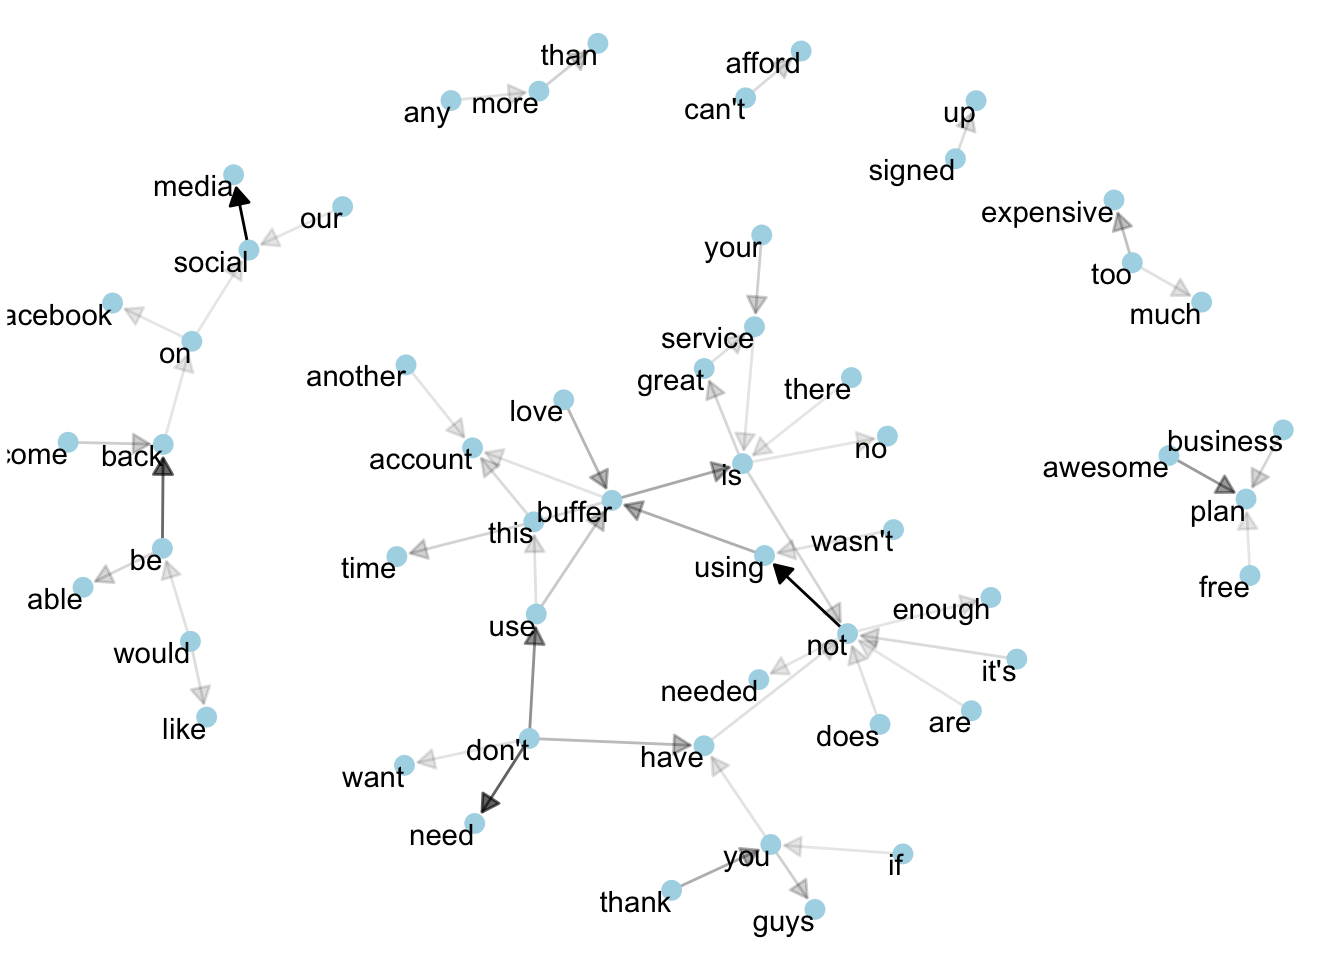 than
afford
any
more
can't
up
signed
media
our
expensive
social
your
too
much
acebook
service
on
another
great
there
love
business
no
come
back
account
is
awesome
buffer
plan
this
wasn't
be
time
using
able
enough
free
use
not
would
it's
needed
like
are
does
don't
have
want
need
you
if
thank
guys